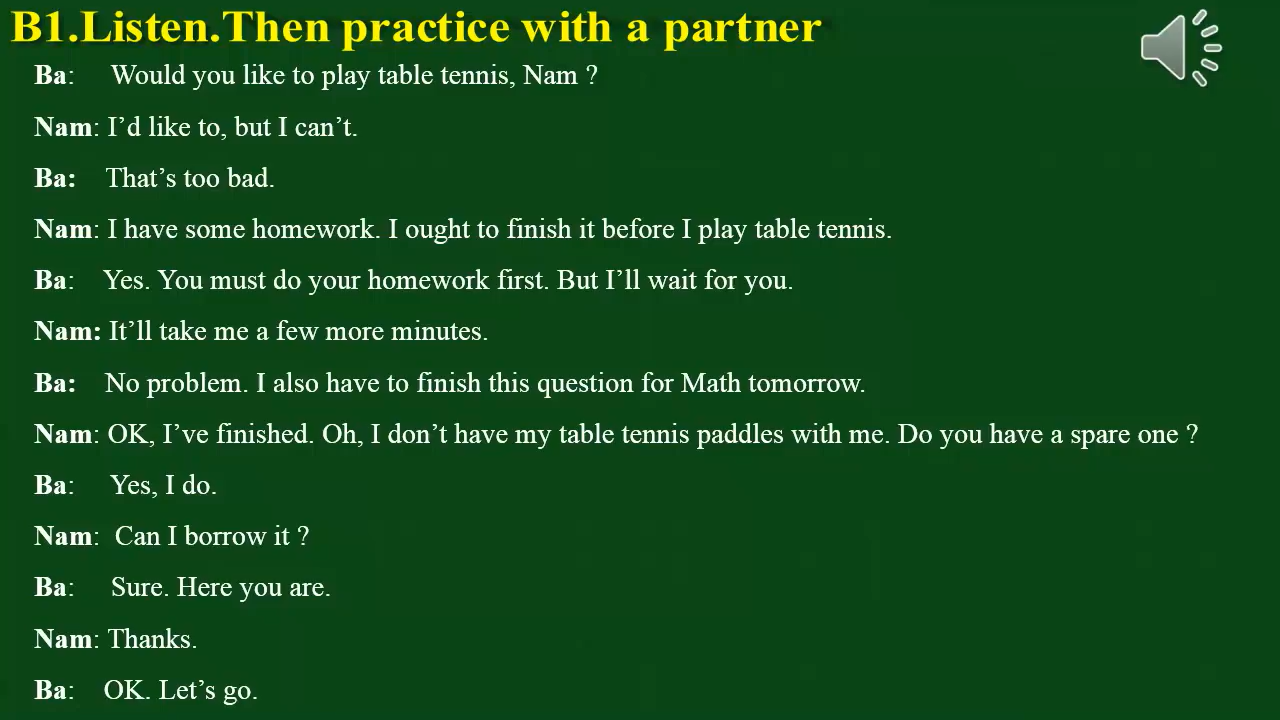 B1.Listen.Then practice with a partner
Ba: Would you like to play table tennis, Nam ?
Nam: I’d like to, but I can’t.
Ba: That’s too bad.
Nam: I have some homework. I ought to finish it before I play table tennis.
Ba: Yes. You must do your homework first. But I’ll wait for you.
Nam: It’ll take me a few more minutes.
Ba: No problem. I also have to finish this question for Math tomorrow.
Nam: OK, I’ve finished. Oh, I don’t have my table tennis paddles with me. Do you have a spare one ?
Ba: Yes, I do.
Nam: Can I borrow it ?
Ba: Sure. Here you are.
Nam: Thanks.
Ba: OK. Let’s go.